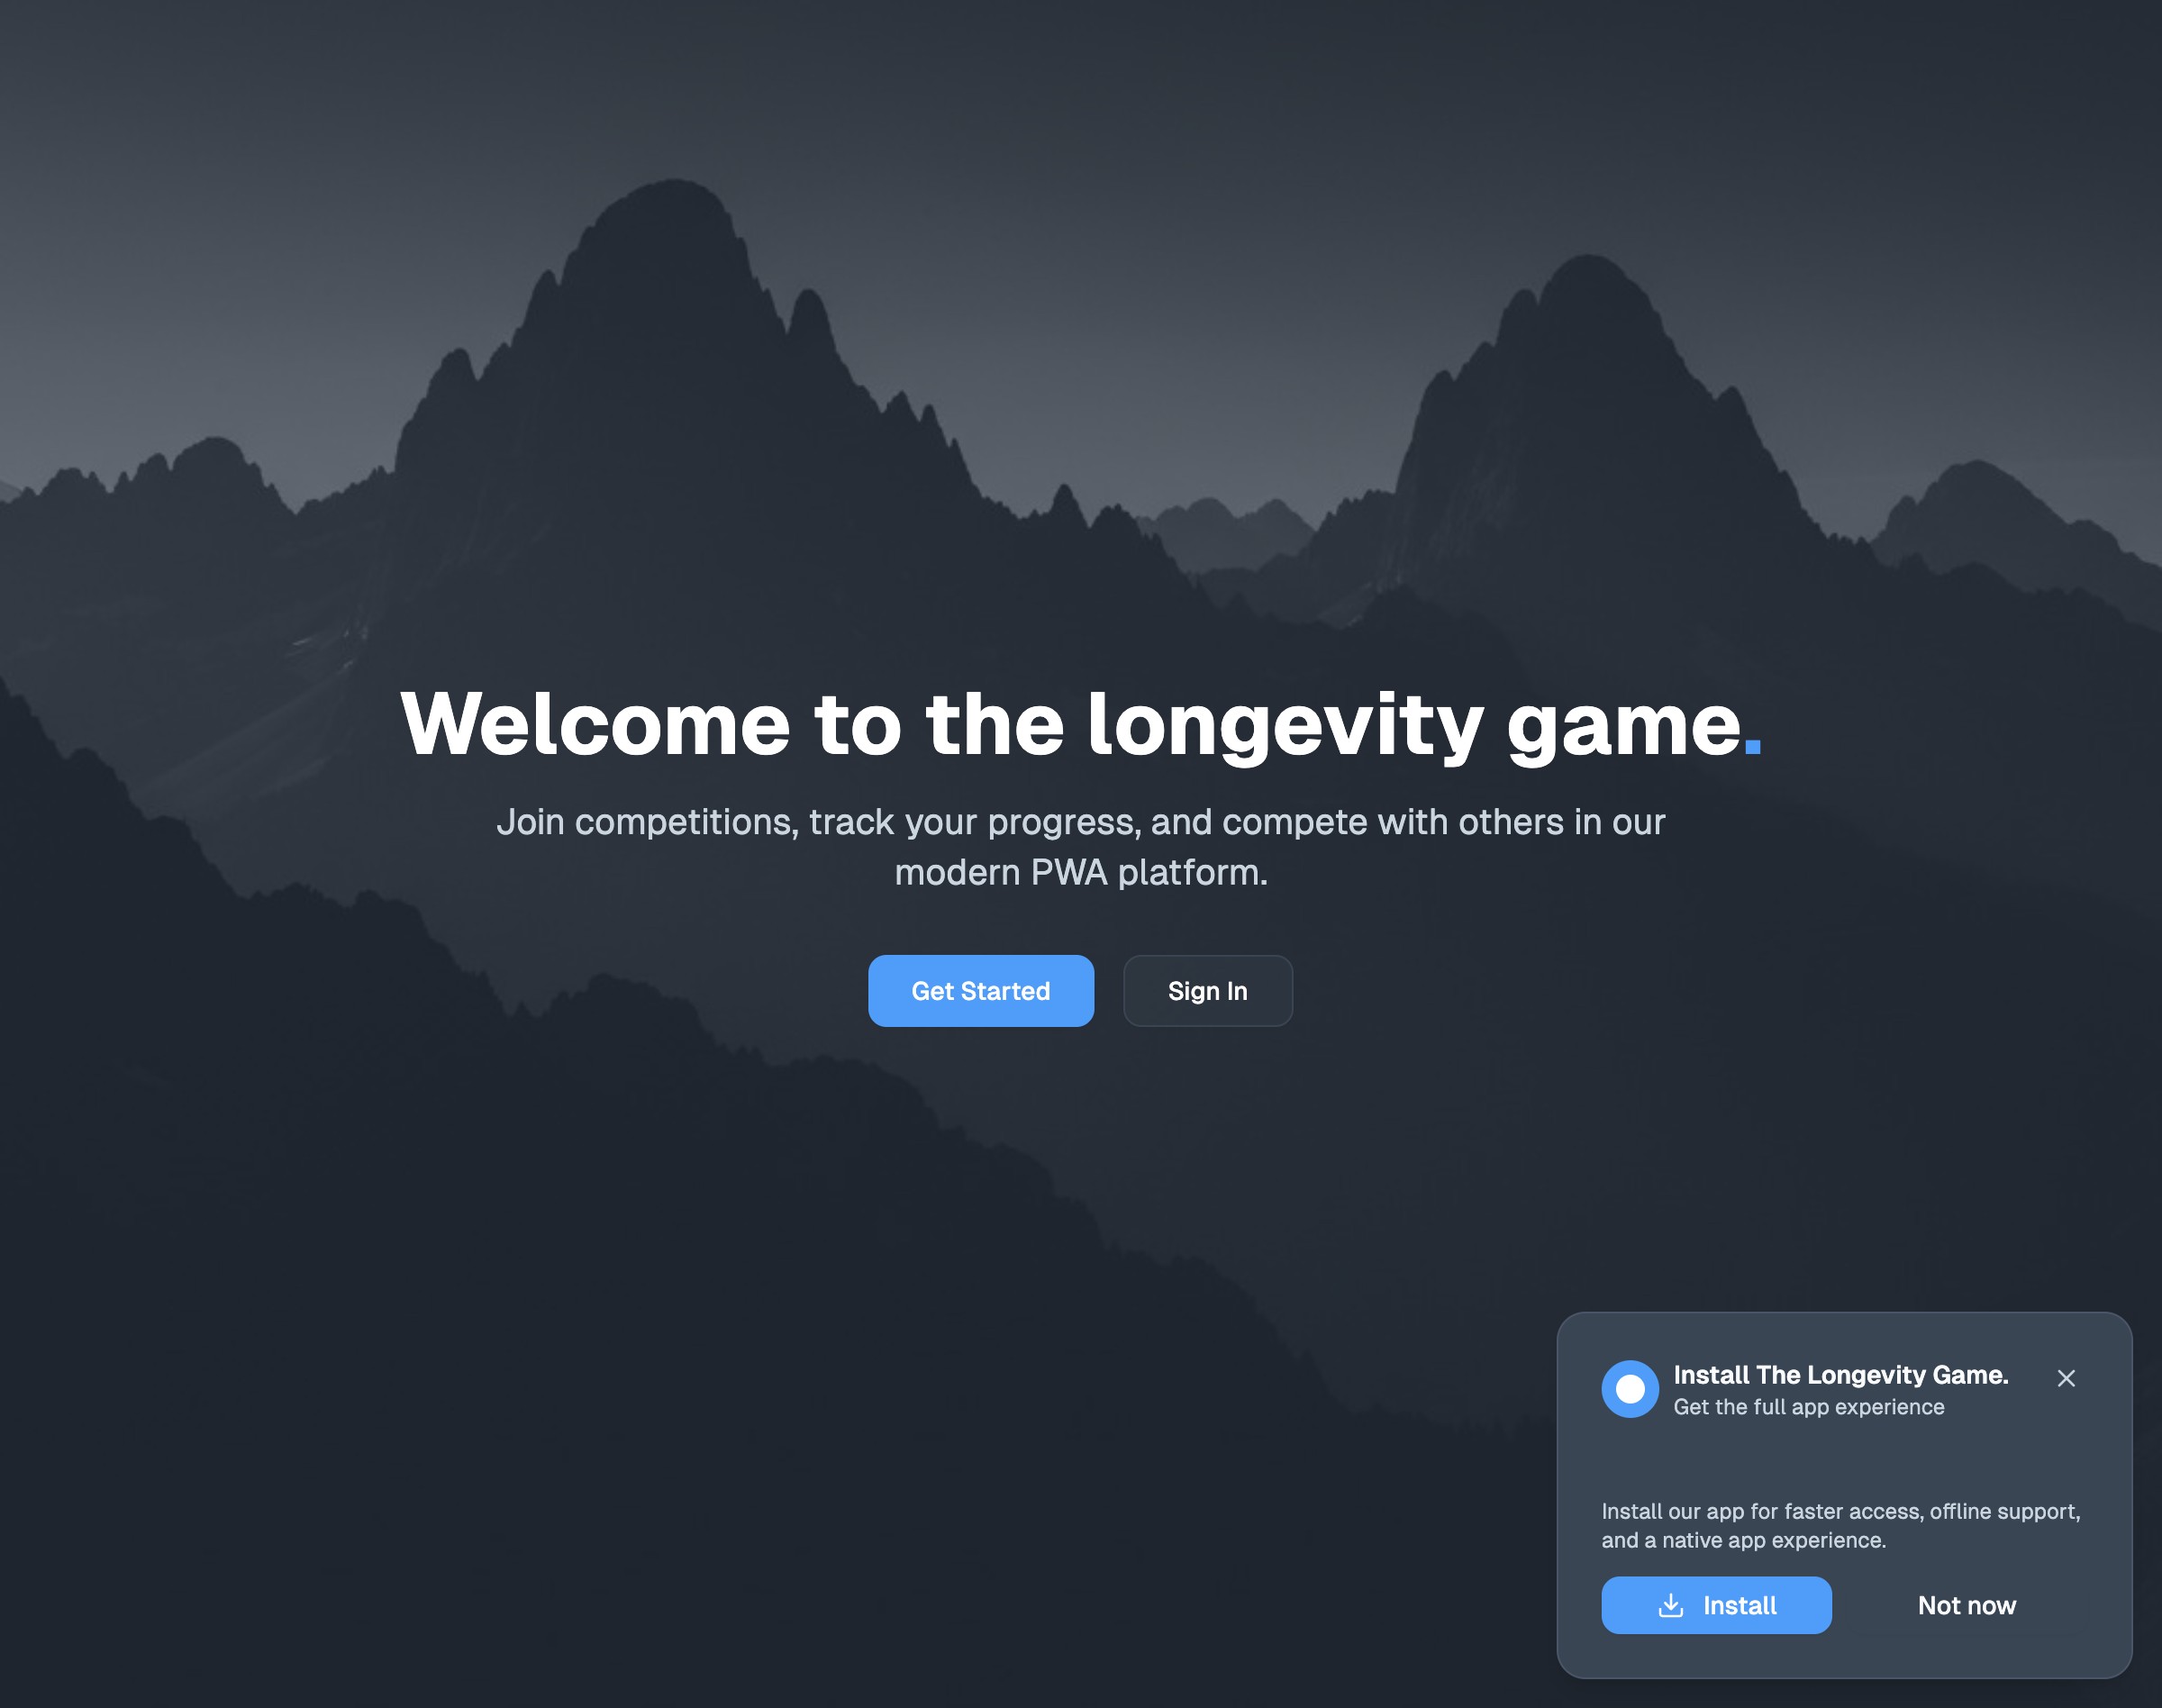 Welcome to the longevity game.
Join competitions, track your progress, and compete with others in our
modern PWA platform.
Get Started
Sign In
Install The Longevity Game.
Get the full app experience
Install our app for faster access, offline support,
and a native app experience.
Install
Not now